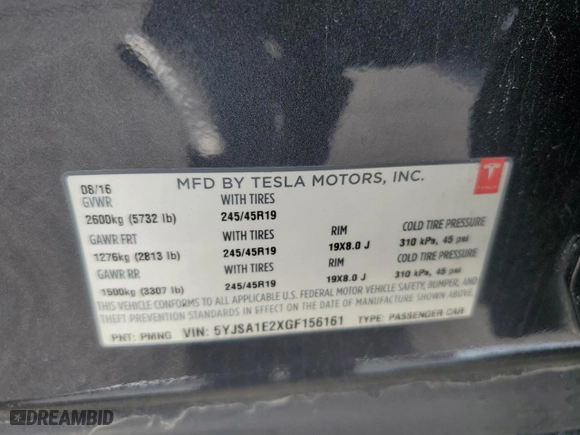 08/16 MFD BY TESLA MOTORS, INC.
GVWR WITH TIRES
2600kg (5732 lb) 245/45R19
GAWR FRT WITH TIRES RIM COLD TIRE PRESSURE
1276kg (2813 lb) 245/45R19 19X8.0 J 310 kPa, 45 psi
GAWR RR WITH TIRES RIM COLD TIRE PRESSURE
1500kg (3307 lb) 245/45R19 19X8.0 J 310 kPa, 45 psi
THIS VEHICLE CONFORMS TO ALL APPLICABLE U.S. FEDERAL MOTOR VEHICLE SAFETY, BUMPER, AND
THEFT PREVENTION STANDARDS IN EFFECT ON THE DATE OF MANUFACTURE SHOWN ABOVE.
PNT: PMNG VIN: 5YJSA1E2XGF156161 TYPE: PASSENGER CAR
TESLA
DREAMBID